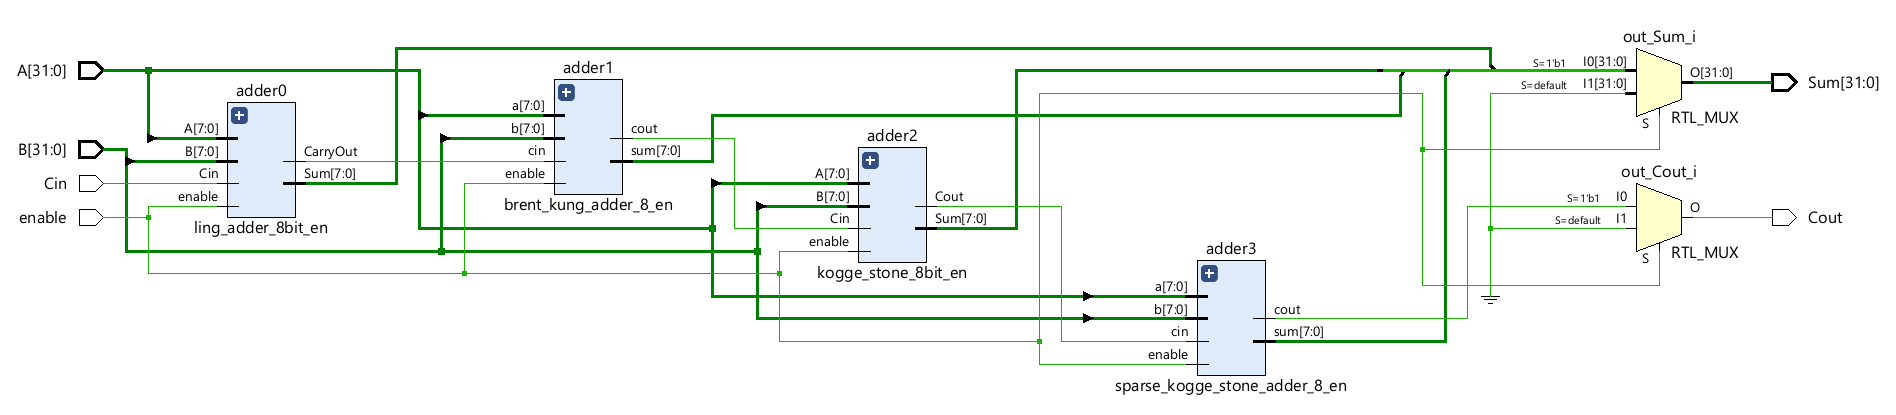 A[31:0]
B[31:0]
Cin
enable
adder0
A[7:0]
B[7:0]
Cin
enable
CarryOut
Sum[7:0]
ling_adder_8bit_en
adder1
a[7:0]
b[7:0]
cin
enable
cout
sum[7:0]
brent_kung_adder_8_en
adder2
A[7:0]
B[7:0]
Cin
enable
Cout
Sum[7:0]
kogge_stone_8bit_en
adder3
a[7:0]
b[7:0]
cin
enable
cout
sum[7:0]
sparse_kogge_stone_adder_8_en
out_Sum_i
S=1'b1 I0[31:0]
S=default I1[31:0]
O[31:0]
S
RTL_MUX
Sum[31:0]
out_Cout_i
S=1'b1 I0
S=default I1
O
S
RTL_MUX
Cout